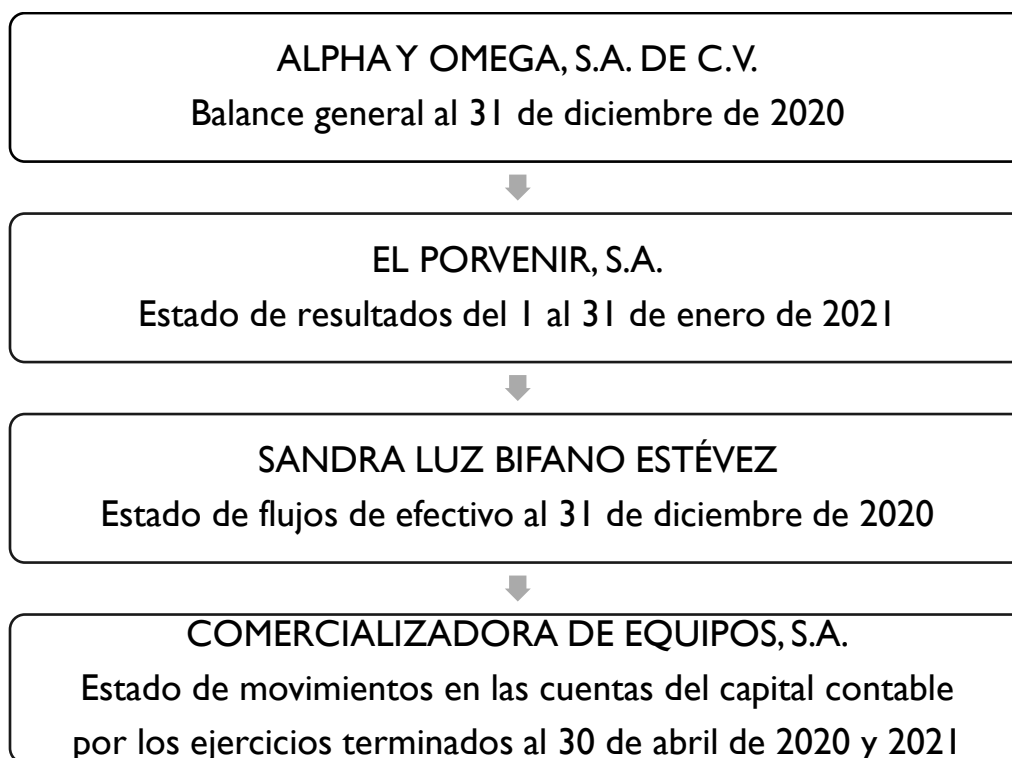 ALPHA Y OMEGA, S.A. DE C.V.
Balance general al 31 de diciembre de 2020
EL PORVENIR, S.A.
Estado de resultados del 1 al 31 de enero de 2021
SANDRA LUZ BIFANO ESTÉVEZ
Estado de flujos de efectivo al 31 de diciembre de 2020
COMERCIALIZADORA DE EQUIPOS, S.A.
Estado de movimientos en las cuentas del capital contable
por los ejercicios terminados al 30 de abril de 2020 y 2021